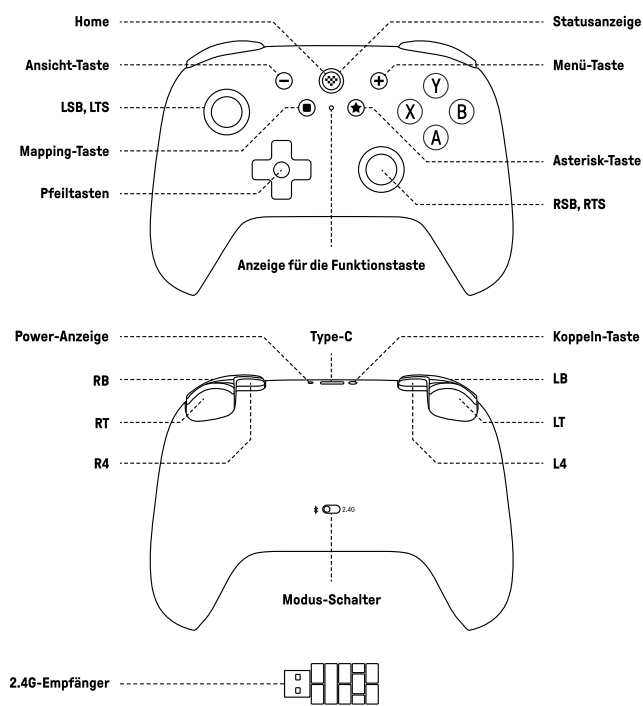 Home
Statusanzeige
Ansicht-Taste
Menü-Taste
Y
LSB, LTS
X
B
A
Mapping-Taste
Asterisk-Taste
Pfeiltasten
RSB, RTS
Anzeige für die Funktionstaste
Power-Anzeige
Type-C
Koppeln-Taste
RB
LB
RT
LT
R4
L4
2.4G
Modus-Schalter
2.4G-Empfänger